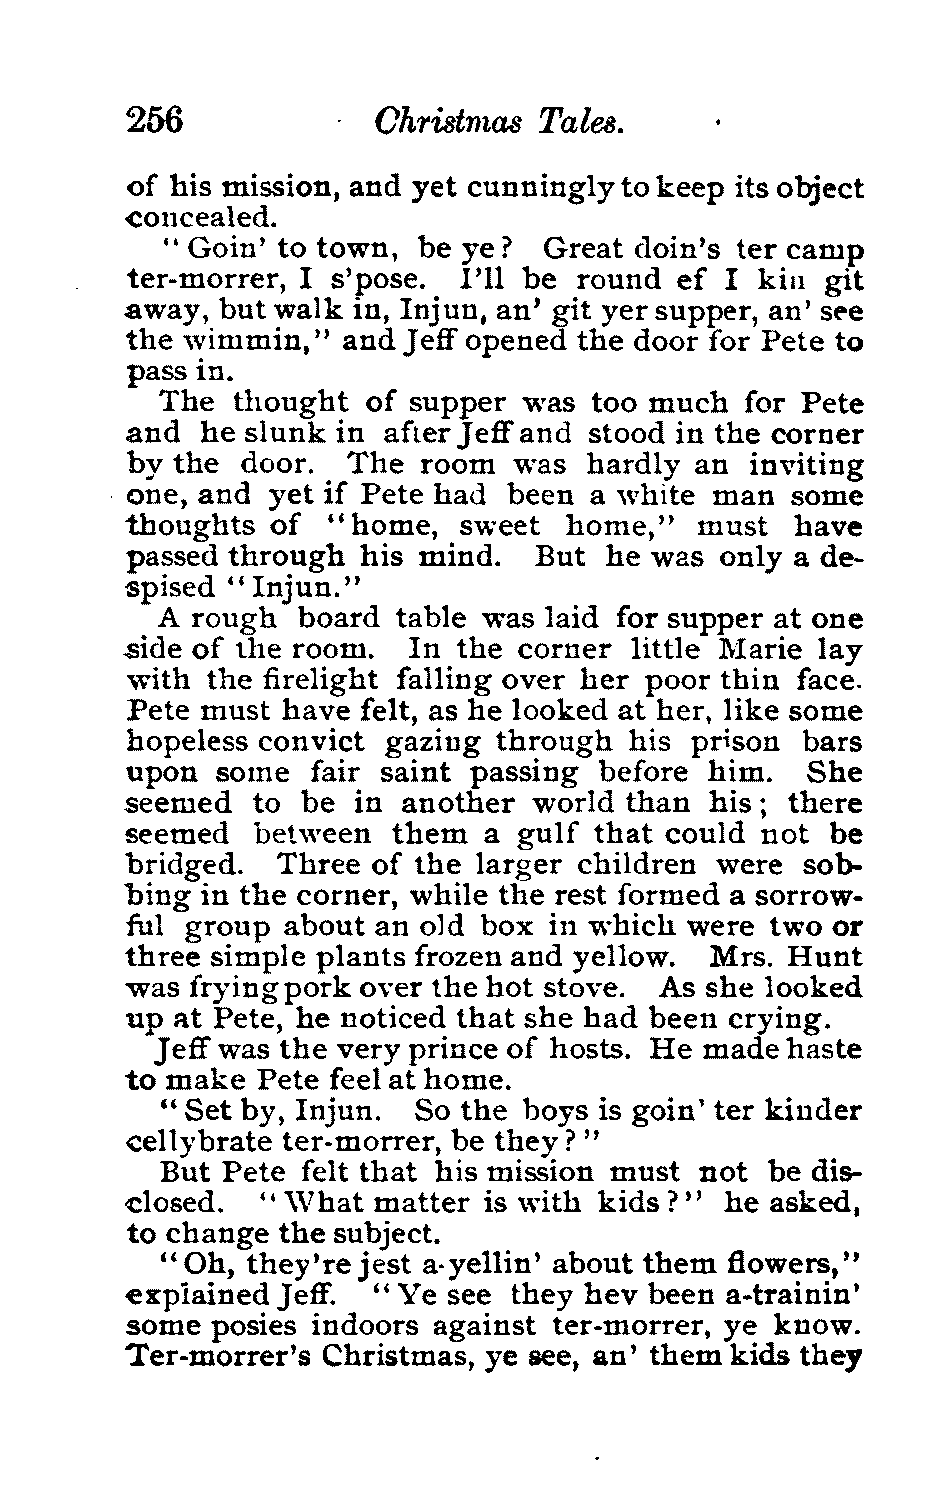 256 Christmas Tales.
of his mission, and yet cunningly to keep its object
concealed.
"Goin' to town, be ye? Great doin's ter camp
ter-morrer, I s'pose. I'll be round ef I kin git
away, but walk in, Injun, an' git yer supper, an' see
the wimmin," and Jeff opened the door for Pete to
pass in.
The thought of supper was too much for Pete
and he slunk in after Jeff and stood in the corner
by the door. The room was hardly an inviting
one, and yet if Pete had been a white man some
thoughts of "home, sweet home," must have
passed through his mind. But he was only a de-
spised "Injun."
A rough board table was laid for supper at one
side of the room. In the corner little Marie lay
with the firelight falling over her poor thin face.
Pete must have felt, as he looked at her, like some
hopeless convict gazing through his prison bars
upon some fair saint passing before him. She
seemed to be in another world than his; there
seemed between them a gulf that could not be
bridged. Three of the larger children were sob-
bing in the corner, while the rest formed a sorrow-
ful group about an old box in which were two or
three simple plants frozen and yellow. Mrs. Hunt
was frying pork over the hot stove. As she looked
up at Pete, he noticed that she had been crying.
Jeff was the very prince of hosts. He made haste
to make Pete feel at home.
"Set by, Injun. So the boys is goin' ter kinder
cellybrate ter-morrer, be they?"
But Pete felt that his mission must not be dis-
closed. "What matter is with kids?" he asked,
to change the subject.
"Oh, they're jest a-yellin' about them flowers,"
explained Jeff. "Ye see they hev been a-trainin'
some posies indoors against ter-morrer, ye know.
Ter-morrer's Christmas, ye see, an' them kids they